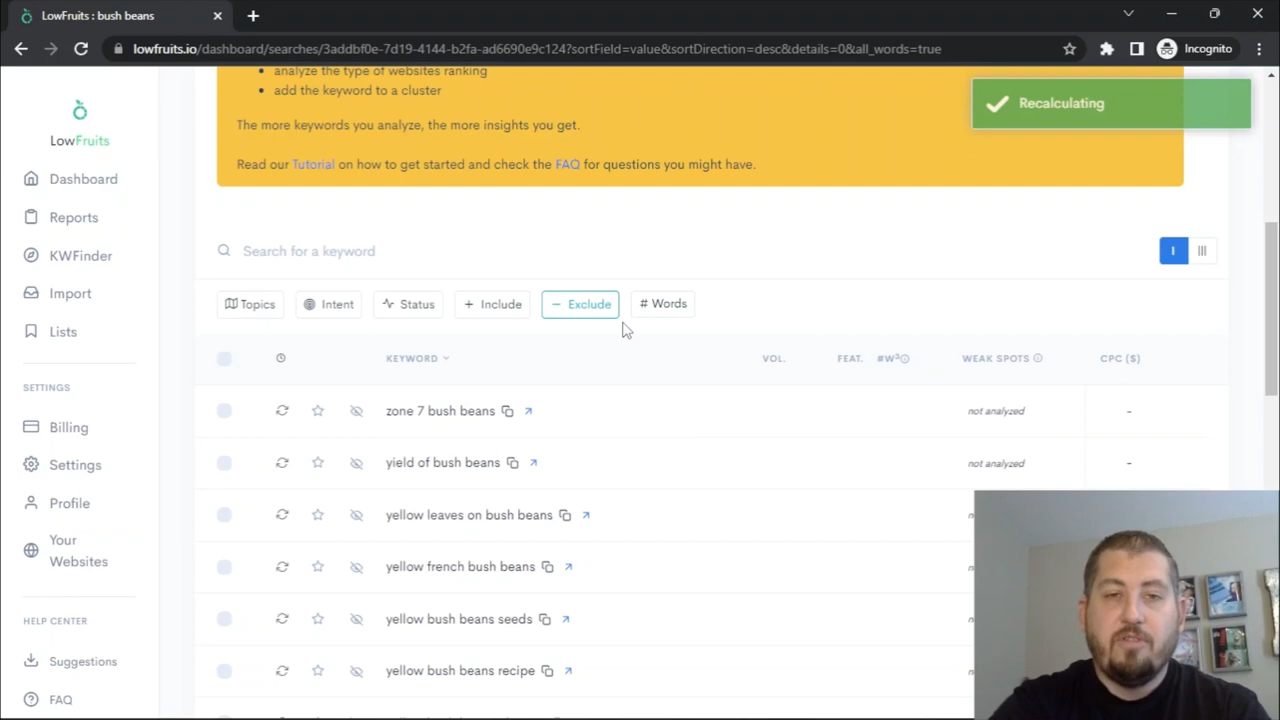 LowFruits : bush beans
lowfruits.io/dashboard/searches/3addbf0e-7d19-4144-b2fa-ad6690e9c124?sortField=value&sortDirection=desc&details=0&all_words=true
Incognito
analyze the type of websites ranking
add the keyword to a cluster
Recalculating
The more keywords you analyze, the more insights you get.
Read our Tutorial on how to get started and check the FAQ for questions you might have.
LowFruits
Dashboard
Reports
KWFinder
Import
Lists
SETTINGS
Billing
Settings
Profile
Your
Websites
HELP CENTER
Suggestions
FAQ
Search for a keyword
Topics
Intent
Status
+ Include
− Exclude
# Words
KEYWORD
VOL.
FEAT.
#W
WEAK SPOTS
CPC ($)
zone 7 bush beans
not analyzed
-
yield of bush beans
not analyzed
-
yellow leaves on bush beans
yellow french bush beans
yellow bush beans seeds
yellow bush beans recipe